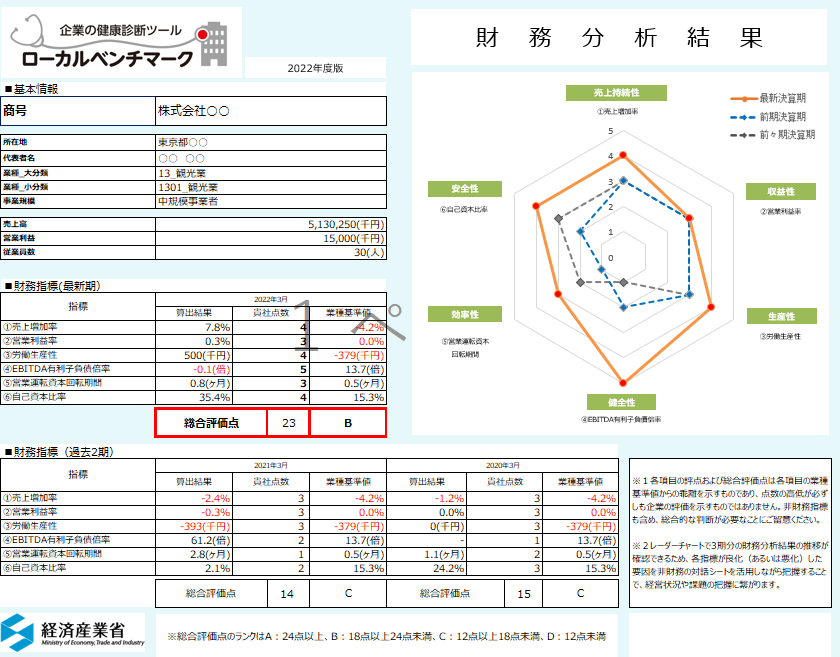 企業の健康診断ツール
ローカルベンチマーク
2022年度版
財務分析結果
■基本情報
商号 株式会社〇〇
所在地 東京都〇〇
代表者名 〇〇 〇〇
業種_大分類 13_観光業
業種_小分類 1301_観光業
事業規模 中規模事業者
売上高 5,130,250(千円)
営業利益 15,000(千円)
従業員数 30(人)
■財務指標(最新期)
指標 2022年3月
算出結果 貴社点数 業種基準値
①売上増加率 7.8% 4 -4.2%
②営業利益率 0.3% 3 0.0%
③労働生産性 500(千円) 4 -379(千円)
④EBITDA有利子負債倍率 -0.1(倍) 5 13.7(倍)
⑤営業運転資本回転期間 0.8(ヶ月) 3 0.5(ヶ月)
⑥自己資本比率 35.4% 4 15.3%
総合評価点 23 B
1 ペ
売上持続性
①売上増加率
最新決算期
前期決算期
前々期決算期
収益性
②営業利益率
生産性
③労働生産性
健全性
④EBITDA有利子負債倍率
効率性
⑤営業運転資本
回転期間
安全性
⑥自己資本比率
5
4
3
2
1
0
■財務指標（過去2期）
指標 2021年3月 2020年3月
算出結果 貴社点数 業種基準値 算出結果 貴社点数 業種基準値
①売上増加率 -2.4% 3 -4.2% -1.2% 3 -4.2%
②営業利益率 -0.3% 3 0.0% 0.0% 3 0.0%
③労働生産性 -393(千円) 3 -379(千円) 0(千円) 3 -379(千円)
④EBITDA有利子負債倍率 61.2(倍) 2 13.7(倍) - 1 13.7(倍)
⑤営業運転資本回転期間 2.8(ヶ月) 1 0.5(ヶ月) 1.1(ヶ月) 2 0.5(ヶ月)
⑥自己資本比率 2.1% 2 15.3% 24.2% 3 15.3%
総合評価点 14 C 総合評価点 15 C
※１各項目の評点および総合評価点は各項目の業種
基準値からの乖離を示すものであり、点数の高低が必ず
しも企業の評価を示すものではありません。非財務指標
も含め、総合的な判断が必要なことにご留意ください。
※２レーダーチャートで3期分の財務分析結果の推移が
確認できるため、各指標が良化（あるいは悪化）した
要因を非財務の対話シートを活用しながら把握すること
で、経営状況や課題の把握に繋がります。
経済産業省
Ministry of Economy, Trade and Industry
※総合評価点のランクはA：24点以上、B：18点以上24点未満、C：12点以上18点未満、D：12点未満